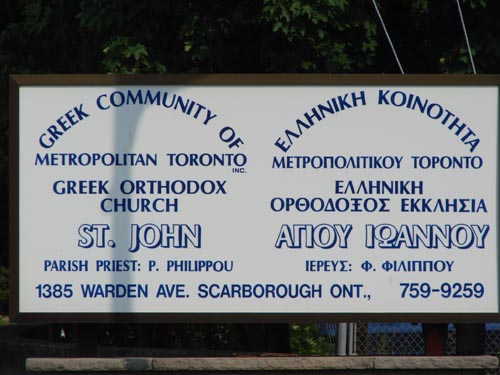 GREEK COMMUNITY OF
METROPOLITAN TORONTO
INC.
GREEK ORTHODOX
CHURCH
ST. JOHN
PARISH PRIEST: P. PHILIPPOU
ΕΛΛΗΝΙΚΗ ΚΟΙΝΟΤΗΤΑ
ΜΕΤΡΟΠΟΛΙΤΙΚΟΥ ΤΟΡΟΝΤΟ
ΕΛΛΗΝΙΚΗ
ΟΡΘΟΔΟΞΟΣ ΕΚΚΛΗΣΙΑ
ΑΓΙΟΥ ΙΩΑΝΝΟΥ
ΙΕΡΕΥΣ: Φ. ΦΙΛΙΠΠΟΥ
1385 WARDEN AVE. SCARBOROUGH ONT., 759-9259